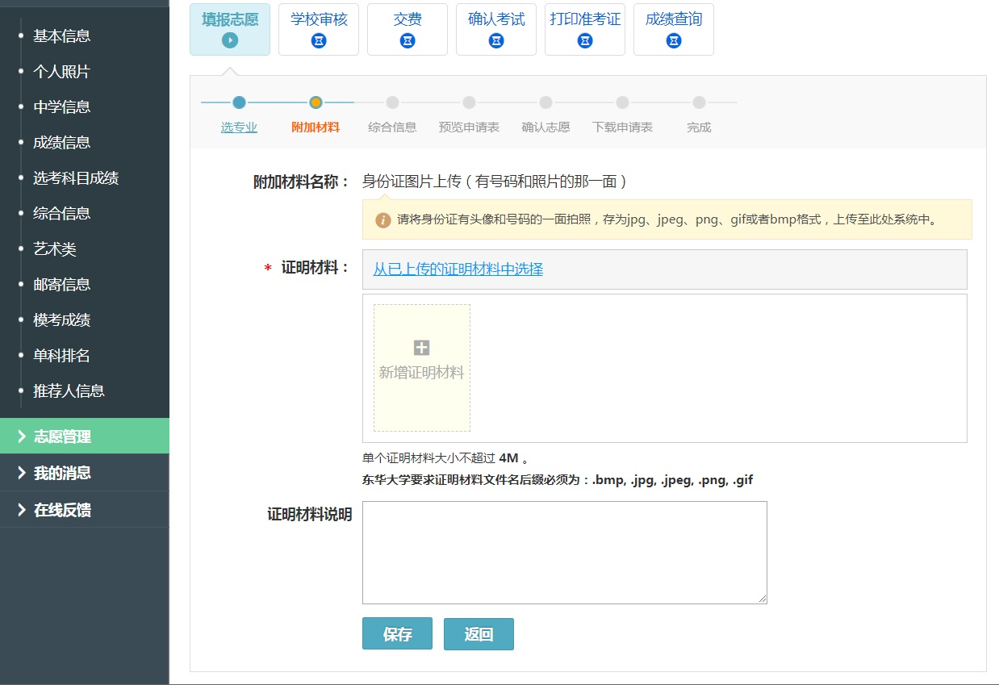 基本信息
个人照片
中学信息
成绩信息
选考科目成绩
综合信息
艺术类
邮寄信息
模考成绩
单科排名
推荐人信息
志愿管理
我的消息
在线反馈
填报志愿 学校审核 交费 确认考试 打印准考证 成绩查询
选专业 附加材料 综合信息 预览申请表 确认志愿 下载申请表 完成
附加材料名称： 身份证图片上传（有号码和照片的那一面）
请将身份证有头像和号码的一面拍照，存为jpg、jpeg、png、gif或者bmp格式，上传至此处系统中。
* 证明材料： 从已上传的证明材料中选择
新增证明材料
单个证明材料大小不超过 4M 。
东华大学要求证明材料文件名后缀必须为：.bmp, .jpg, .jpeg, .png, .gif
证明材料说明
保存 返回